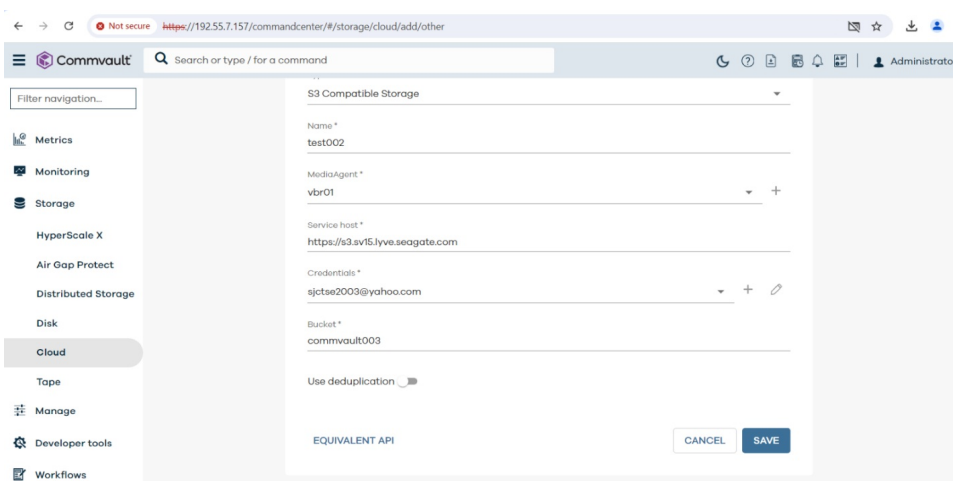 Not secure https://192.55.7.157/commandcenter/#/storage/cloud/add/other
Commvault
Search or type / for a command
Administrato
Filter navigation...
S3 Compatible Storage
Name*
test002
Metrics
Monitoring
MediaAgent*
vbr01
Storage
Service host*
HyperScale X
https://s3.sv15.lyve.seagate.com
Air Gap Protect
Credentials*
Distributed Storage
sjctse2003@yahoo.com
Disk
Bucket*
commvault003
Cloud
Tape
Use deduplication
Manage
Developer tools
EQUIVALENT API
CANCEL
SAVE
Workflows